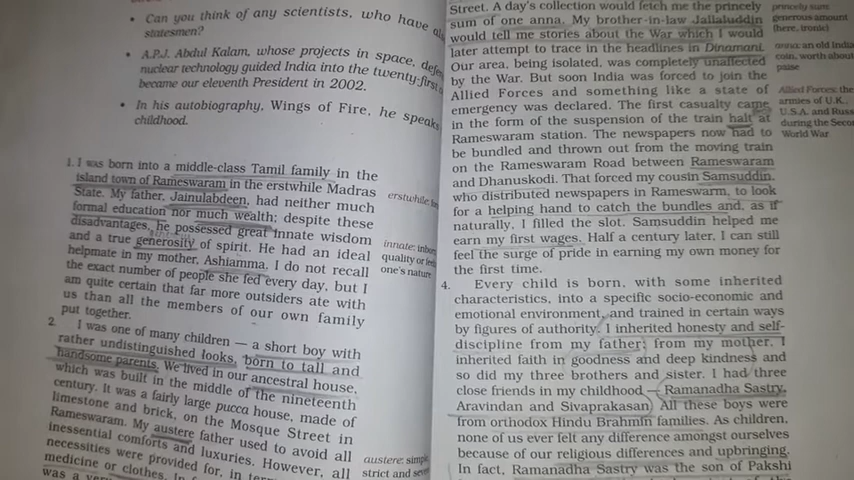 Can you think of any scientists, who have al
statesmen?
A.P.J. Abdul Kalam, whose projects in space, defe
nuclear technology guided India into the twenty-first
became our eleventh President in 2002.
In his autobiography, Wings of Fire, he speaks
childhood.
1. I was born into a middle-class Tamil family in the
island town of Rameswaram in the erstwhile Madras
State. My father, Jainulabdeen, had neither much
formal education nor much wealth; despite these
disadvantages, he possessed great innate wisdom
and a true generosity of spirit. He had an ideal
helpmate in my mother, Ashiamma. I do not recall
the exact number of people she fed every day, but I
am quite certain that far more outsiders ate with
us than all the members of our own family
put together.
2. I was one of many children — a short boy with
rather undistinguished looks, born to tall and
handsome parents. We lived in our ancestral house,
which was built in the middle of the nineteenth
century. It was a fairly large pucca house, made of
limestone and brick, on the Mosque Street in
Rameswaram. My austere father used to avoid all
inessential comforts and luxuries. However, all
necessities were provided for, in
medicine or clothes.
was a
erstwhile:
innate: inborn
quality or
one's nature
austere: simple
strict and
Street. A day's collection would fetch me the princely
sum of one anna. My brother-in-law Jallaluddin
would tell me stories about the War which I would
later attempt to trace in the headlines in Dinamani.
Our area, being isolated, was completely unaffected
by the War. But soon India was forced to join the
Allied Forces and something like a state of
emergency was declared. The first casualty came
in the form of the suspension of the train halt at
Rameswaram station. The newspapers now had to
be bundled and thrown out from the moving train
on the Rameswaram Road between Rameswaram
and Dhanuskodi. That forced my cousin Samsuddin,
who distributed newspapers in Rameswarm, to look
for a helping hand to catch the bundles and, as if
naturally, I filled the slot. Samsuddin helped me
earn my first wages. Half a century later, I can still
feel the surge of pride in earning my own money for
the first time.
4. Every child is born, with some inherited
characteristics, into a specific socio-economic and
emotional environment, and trained in certain ways
by figures of authority. I inherited honesty and self-
discipline from my father; from my mother, I
inherited faith in goodness and deep kindness and
so did my three brothers and sister. I had three
close friends in my childhood — Ramanadha Sastry,
Aravindan and Sivaprakasan. All these boys were
from orthodox Hindu Brahmin families. As children,
none of us ever felt any difference amongst ourselves
because of our religious differences and upbringing.
In fact, Ramanadha Sastry was the son of Pakshi
princely sum:
generous amount
(here, ironic)
anna: an old India
coin, worth about
paise
Allied Forces: the
armies of U.K.,
U.S.A. and Russ
during the Secon
World War